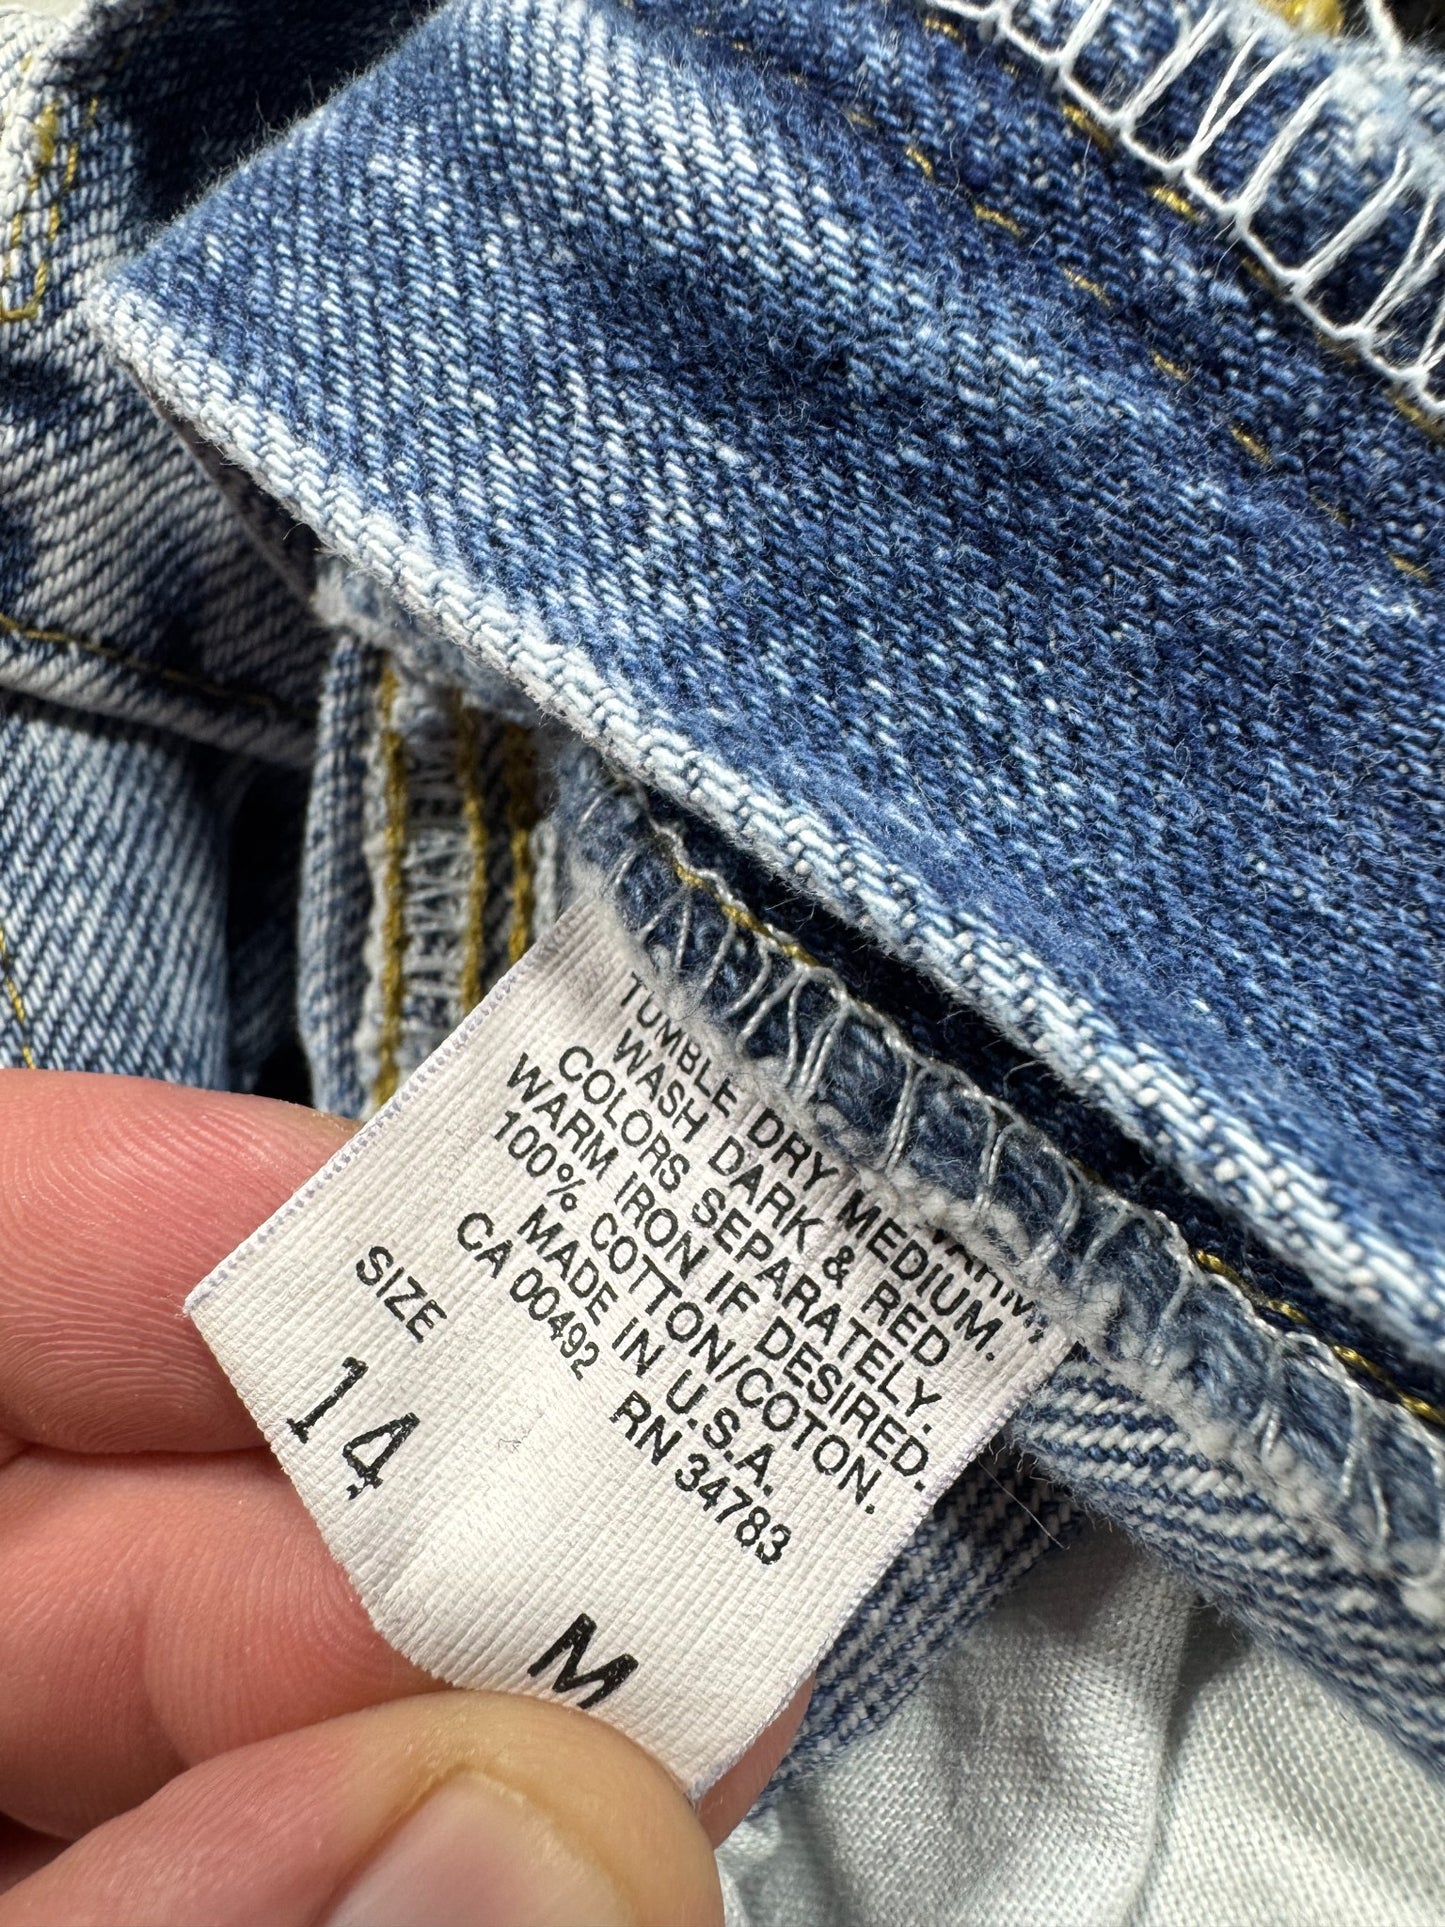 TUMBLE DRY MEDIUM.
WASH DARK & RED
COLORS SEPARATELY.
WARM IRON IF DESIRED.
100% COTTON/COTON.
MADE IN U.S.A.
CA 00492 RN 34783
SIZE
14 M